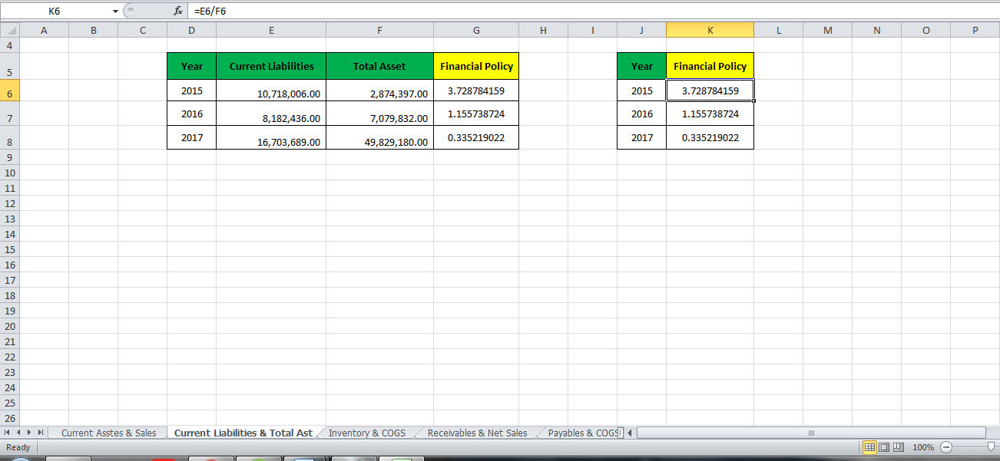 K6 fx =E6/F6
A B C D E F G H I J K L M N O P
4
5 Year Current Liabilities Total Asset Financial Policy Year Financial Policy
6 2015 10,718,006.00 2,874,397.00 3.728784159 2015 3.728784159
7 2016 8,182,436.00 7,079,832.00 1.155738724 2016 1.155738724
8 2017 16,703,689.00 49,829,180.00 0.335219022 2017 0.335219022
9
10
11
12
13
14
15
16
17
18
19
20
21
22
23
24
25
26
Current Asstes & Sales Current Liabilities & Total Ast Inventory & COGS Receivables & Net Sales Payables & COGS
Ready 100%